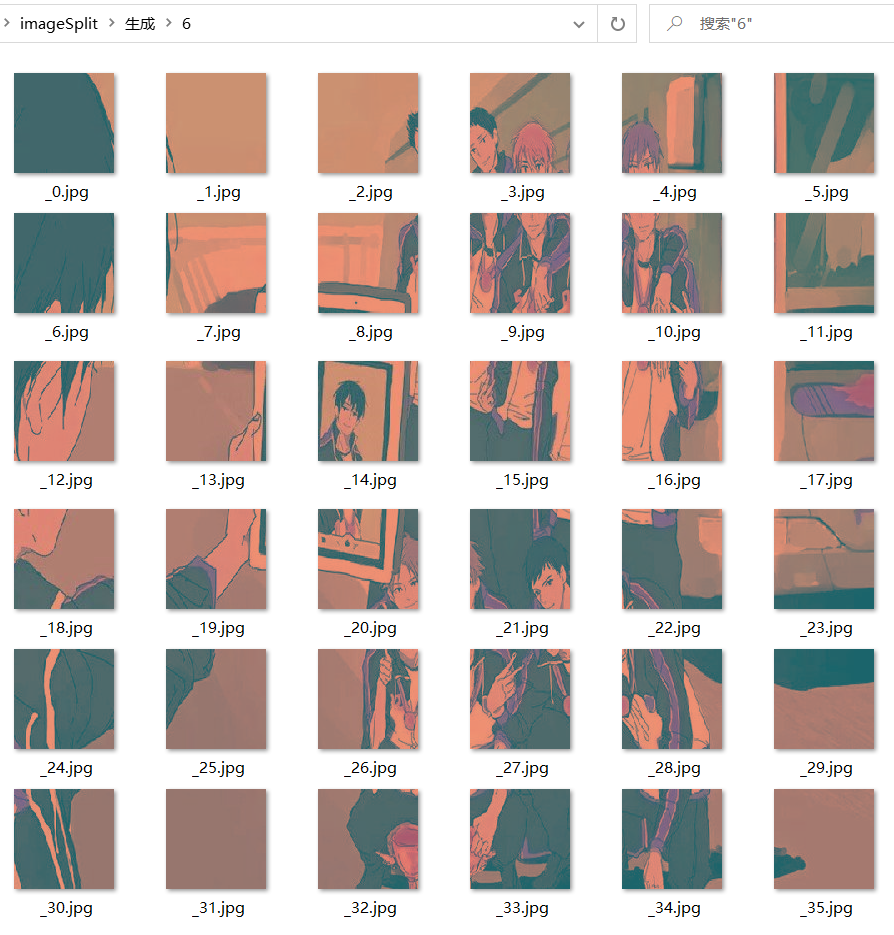 imageSplit > 生成 > 6
搜索"6"
_0.jpg
_1.jpg
_2.jpg
_3.jpg
_4.jpg
_5.jpg
_6.jpg
_7.jpg
_8.jpg
_9.jpg
_10.jpg
_11.jpg
_12.jpg
_13.jpg
_14.jpg
_15.jpg
_16.jpg
_17.jpg
_18.jpg
_19.jpg
_20.jpg
_21.jpg
_22.jpg
_23.jpg
_24.jpg
_25.jpg
_26.jpg
_27.jpg
_28.jpg
_29.jpg
_30.jpg
_31.jpg
_32.jpg
_33.jpg
_34.jpg
_35.jpg